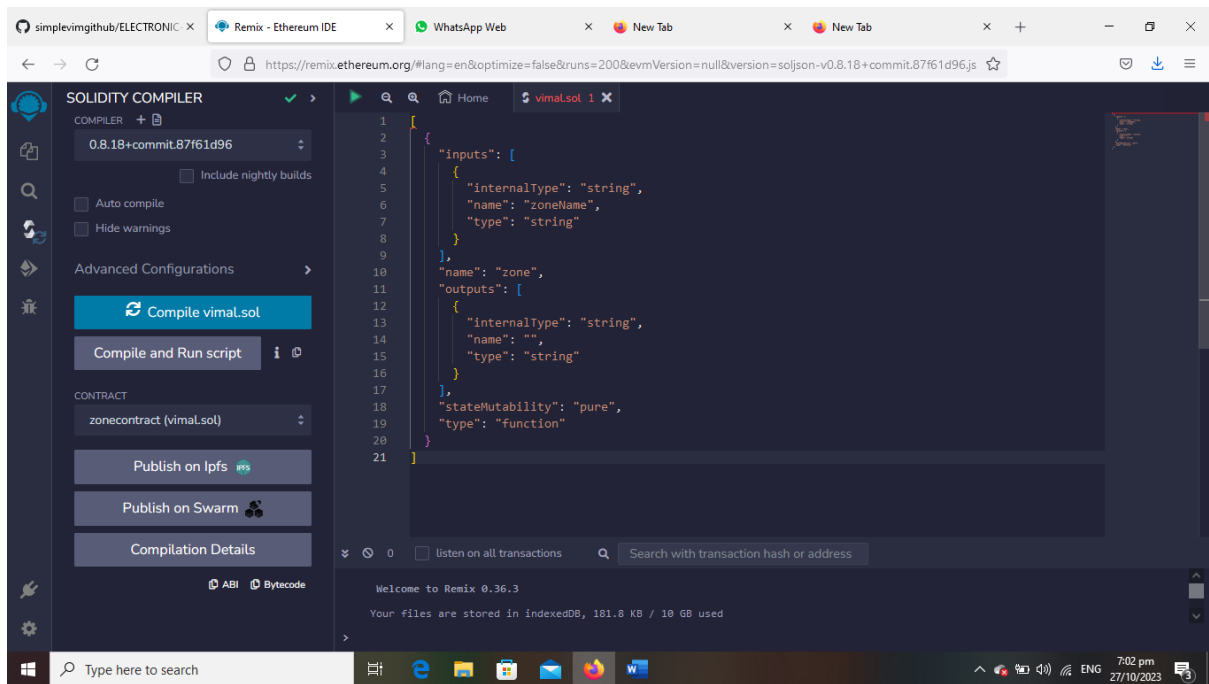 simplevimgithub/ELECTRONIC-
Remix - Ethereum IDE
WhatsApp Web
New Tab
New Tab
https://remix.ethereum.org/#lang=en&optimize=false&runs=200&evmVersion=null&version=soljson-v0.8.18+commit.87f61d96.js
SOLIDITY COMPILER
COMPILER
0.8.18+commit.87f61d96
Include nightly builds
Auto compile
Hide warnings
Advanced Configurations
Compile vimal.sol
Compile and Run script
CONTRACT
zonecontract (vimal.sol)
Publish on Ipfs
IPFS
Publish on Swarm
Compilation Details
ABI Bytecode
Home
vimal.sol 1
1 [
2 {
3 "inputs": [
4 {
5 "internalType": "string",
6 "name": "zoneName",
7 "type": "string"
8 }
9 ],
10 "name": "zone",
11 "outputs": [
12 {
13 "internalType": "string",
14 "name": "",
15 "type": "string"
16 }
17 ],
18 "stateMutability": "pure",
19 "type": "function"
20 }
21 ]
0 listen on all transactions Search with transaction hash or address
Welcome to Remix 0.36.3
Your files are stored in indexedDB, 181.8 KB / 10 GB used
>
Type here to search
ENG
7:02 pm
27/10/2023
3